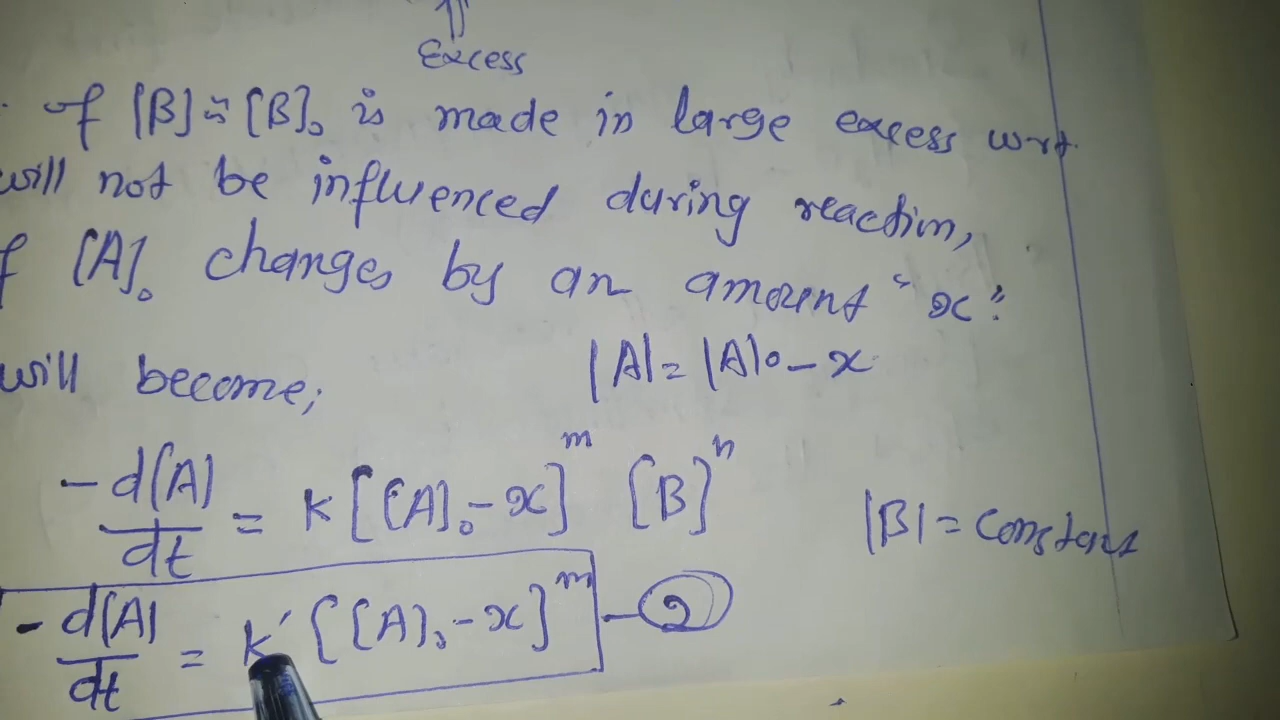 Excess
of [B] ≈ [B]₀ is made in large excess wrt.
will not be influenced during reaction,
f [A]₀ changes by an amount "x".
will become; |A| = |A|₀ - x
-d[A]/dt = K[[A]₀-x]^m [B]^n |B| = Constant
-d[A]/dt = K'[[A]₀-x]^m - 2